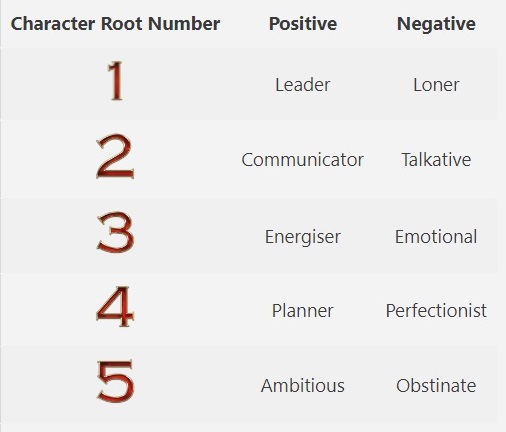 Character Root Number Positive Negative
1 Leader Loner
2 Communicator Talkative
3 Energiser Emotional
4 Planner Perfectionist
5 Ambitious Obstinate